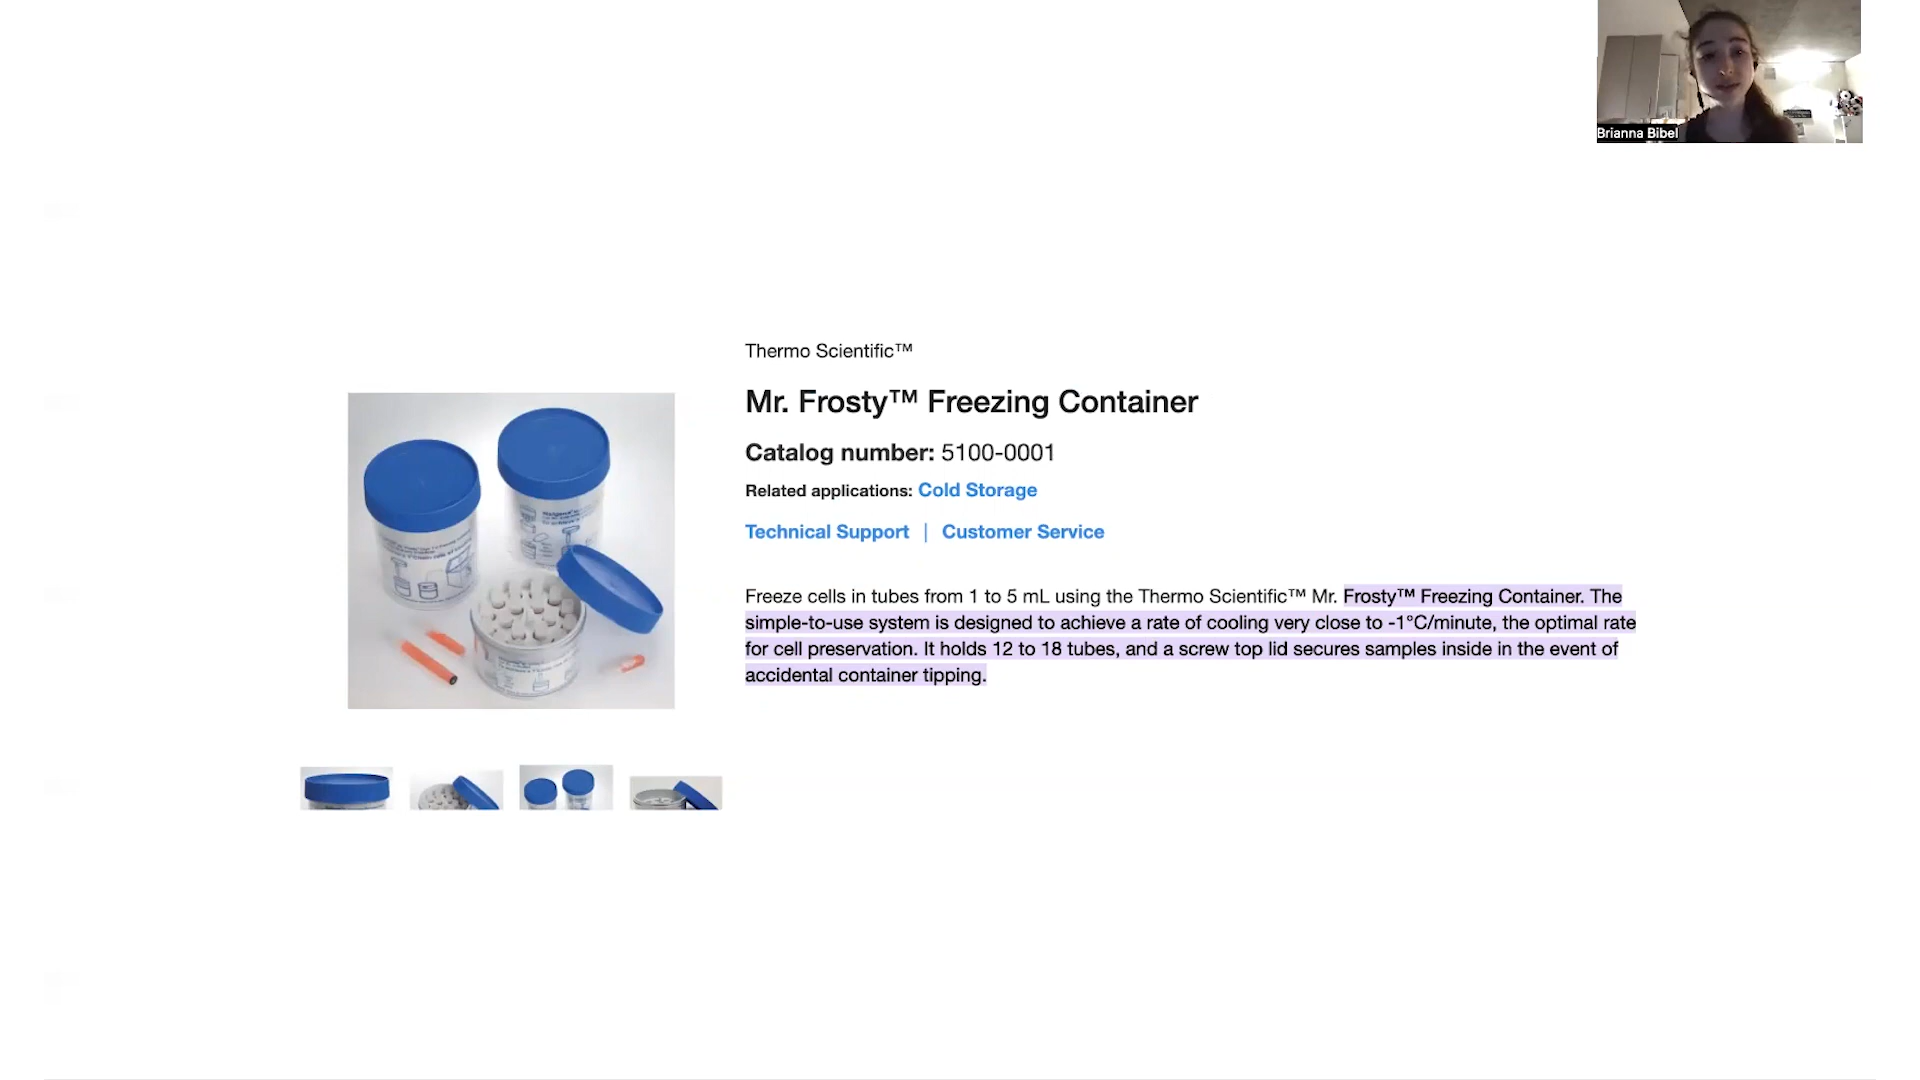 Brianna Bibel
Thermo Scientific™
Mr. Frosty™ Freezing Container
Catalog number: 5100-0001
Related applications: Cold Storage
Technical Support | Customer Service
Freeze cells in tubes from 1 to 5 mL using the Thermo Scientific™ Mr. Frosty™ Freezing Container. The
simple-to-use system is designed to achieve a rate of cooling very close to -1°C/minute, the optimal rate
for cell preservation. It holds 12 to 18 tubes, and a screw top lid secures samples inside in the event of
accidental container tipping.